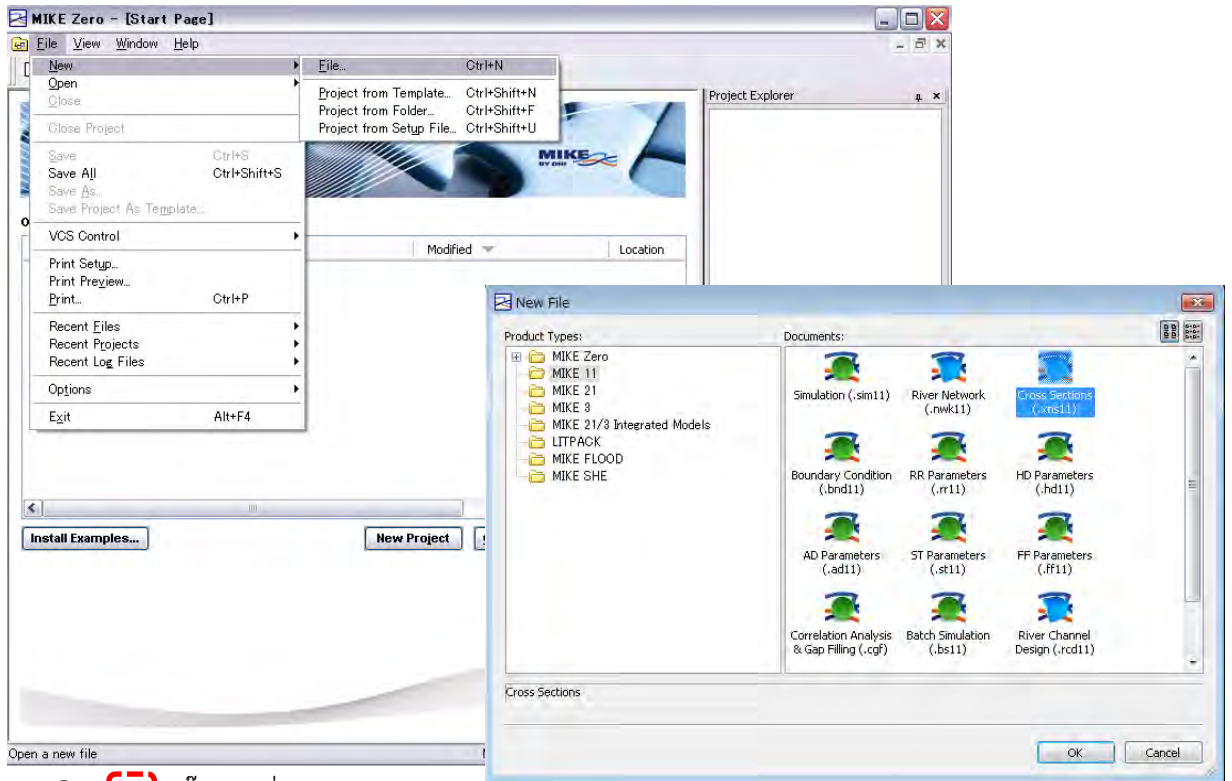 MIKE Zero - [Start Page]
File View Window Help
New
Open
Close
Close Project
Save Ctrl+S
Save All Ctrl+Shift+S
Save As...
Save Project As Template...
VCS Control
Print Setup...
Print Preview...
Print... Ctrl+P
Recent Files
Recent Projects
Recent Log Files
Options
Exit Alt+F4
File... Ctrl+N
Project from Template... Ctrl+Shift+N
Project from Folder... Ctrl+Shift+F
Project from Setup File... Ctrl+Shift+U
MIKE
BY DHI
Project Explorer
Modified Location
Install Examples...
New Project
Open a new file
New File
Product Types:
MIKE Zero
MIKE 11
MIKE 21
MIKE 3
MIKE 21/3 Integrated Models
LITPACK
MIKE FLOOD
MIKE SHE
Documents:
Simulation (.sim11)
River Network
(.nwk11)
Cross Sections
(.xns11)
Boundary Condition
(.bnd11)
RR Parameters
(.rr11)
HD Parameters
(.hd11)
AD Parameters
(.ad11)
ST Parameters
(.st11)
FF Parameters
(.ff11)
Correlation Analysis
& Gap Filling (.cgf)
Batch Simulation
(.bs11)
River Channel
Design (.rcd11)
Cross Sections
OK Cancel